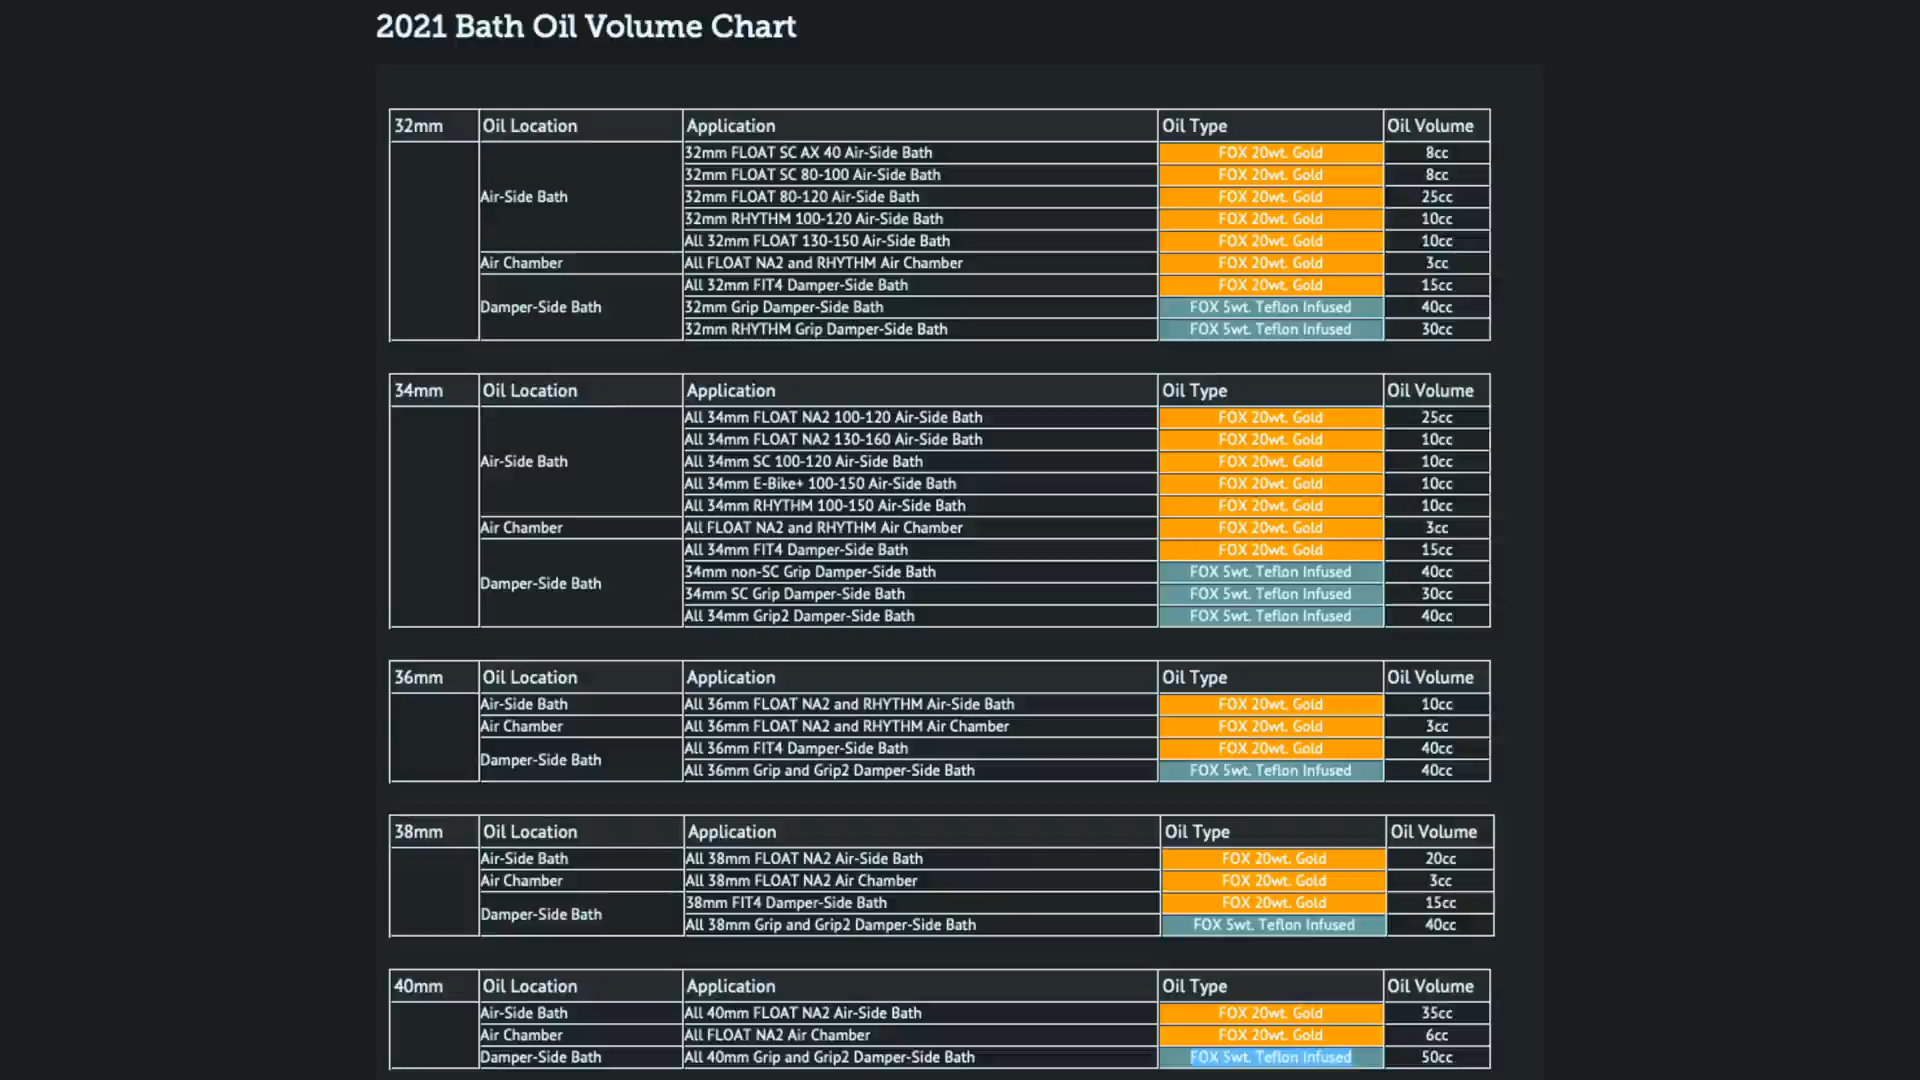 2021 Bath Oil Volume Chart
32mm Oil Location Application Oil Type Oil Volume
Air-Side Bath
32mm FLOAT SC AX 40 Air-Side Bath FOX 20wt. Gold 8cc
32mm FLOAT SC 80-100 Air-Side Bath FOX 20wt. Gold 8cc
32mm FLOAT 80-120 Air-Side Bath FOX 20wt. Gold 25cc
32mm RHYTHM 100-120 Air-Side Bath FOX 20wt. Gold 10cc
All 32mm FLOAT 130-150 Air-Side Bath FOX 20wt. Gold 10cc
Air Chamber All FLOAT NA2 and RHYTHM Air Chamber FOX 20wt. Gold 3cc
Damper-Side Bath
All 32mm FIT4 Damper-Side Bath FOX 20wt. Gold 15cc
32mm Grip Damper-Side Bath FOX 5wt. Teflon Infused 40cc
32mm RHYTHM Grip Damper-Side Bath FOX 5wt. Teflon Infused 30cc
34mm Oil Location Application Oil Type Oil Volume
Air-Side Bath
All 34mm FLOAT NA2 100-120 Air-Side Bath FOX 20wt. Gold 25cc
All 34mm FLOAT NA2 130-160 Air-Side Bath FOX 20wt. Gold 10cc
All 34mm SC 100-120 Air-Side Bath FOX 20wt. Gold 10cc
All 34mm E-Bike+ 100-150 Air-Side Bath FOX 20wt. Gold 10cc
All 34mm RHYTHM 100-150 Air-Side Bath FOX 20wt. Gold 10cc
Air Chamber All FLOAT NA2 and RHYTHM Air Chamber FOX 20wt. Gold 3cc
Damper-Side Bath
All 34mm FIT4 Damper-Side Bath FOX 20wt. Gold 15cc
34mm non-SC Grip Damper-Side Bath FOX 5wt. Teflon Infused 40cc
34mm SC Grip Damper-Side Bath FOX 5wt. Teflon Infused 30cc
All 34mm Grip2 Damper-Side Bath FOX 5wt. Teflon Infused 40cc
36mm Oil Location Application Oil Type Oil Volume
Air-Side Bath All 36mm FLOAT NA2 and RHYTHM Air-Side Bath FOX 20wt. Gold 10cc
Air Chamber All 36mm FLOAT NA2 and RHYTHM Air Chamber FOX 20wt. Gold 3cc
Damper-Side Bath
All 36mm FIT4 Damper-Side Bath FOX 20wt. Gold 40cc
All 36mm Grip and Grip2 Damper-Side Bath FOX 5wt. Teflon Infused 40cc
38mm Oil Location Application Oil Type Oil Volume
Air-Side Bath All 38mm FLOAT NA2 Air-Side Bath FOX 20wt. Gold 20cc
Air Chamber All 38mm FLOAT NA2 Air Chamber FOX 20wt. Gold 3cc
Damper-Side Bath
38mm FIT4 Damper-Side Bath FOX 20wt. Gold 15cc
All 38mm Grip and Grip2 Damper-Side Bath FOX 5wt. Teflon Infused 40cc
40mm Oil Location Application Oil Type Oil Volume
Air-Side Bath All 40mm FLOAT NA2 Air-Side Bath FOX 20wt. Gold 35cc
Air Chamber All FLOAT NA2 Air Chamber FOX 20wt. Gold 6cc
Damper-Side Bath All 40mm Grip and Grip2 Damper-Side Bath FOX 5wt. Teflon Infused 50cc